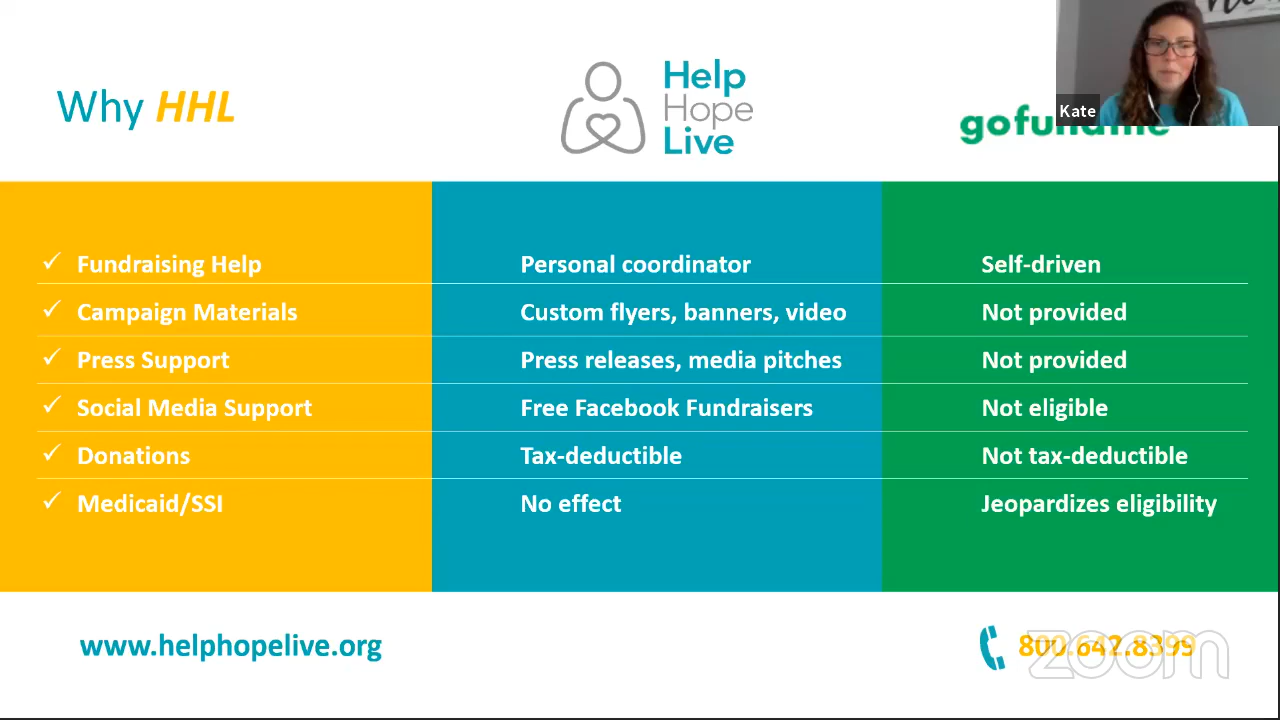 Why HHL
Help
Hope
Live
gofundme
Kate
Fundraising Help Personal coordinator Self-driven
Campaign Materials Custom flyers, banners, video Not provided
Press Support Press releases, media pitches Not provided
Social Media Support Free Facebook Fundraisers Not eligible
Donations Tax-deductible Not tax-deductible
Medicaid/SSI No effect Jeopardizes eligibility
www.helphopelive.org
800.642.8399
zoom